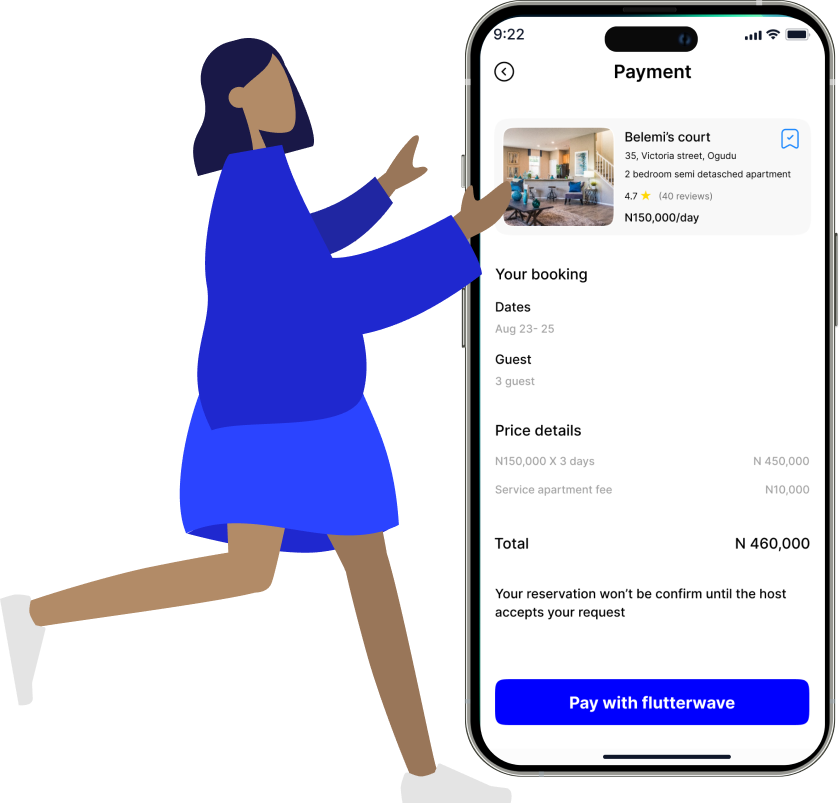 9:22
Payment
Belemi's court
35, Victoria street, Ogudu
2 bedroom semi detasched apartment
4.7 ★ (40 reviews)
N150,000/day
Your booking
Dates
Aug 23- 25
Guest
3 guest
Price details
N150,000 X 3 days N 450,000
Service apartment fee N10,000
Total N 460,000
Your reservation won't be confirm until the host
accepts your request
Pay with flutterwave